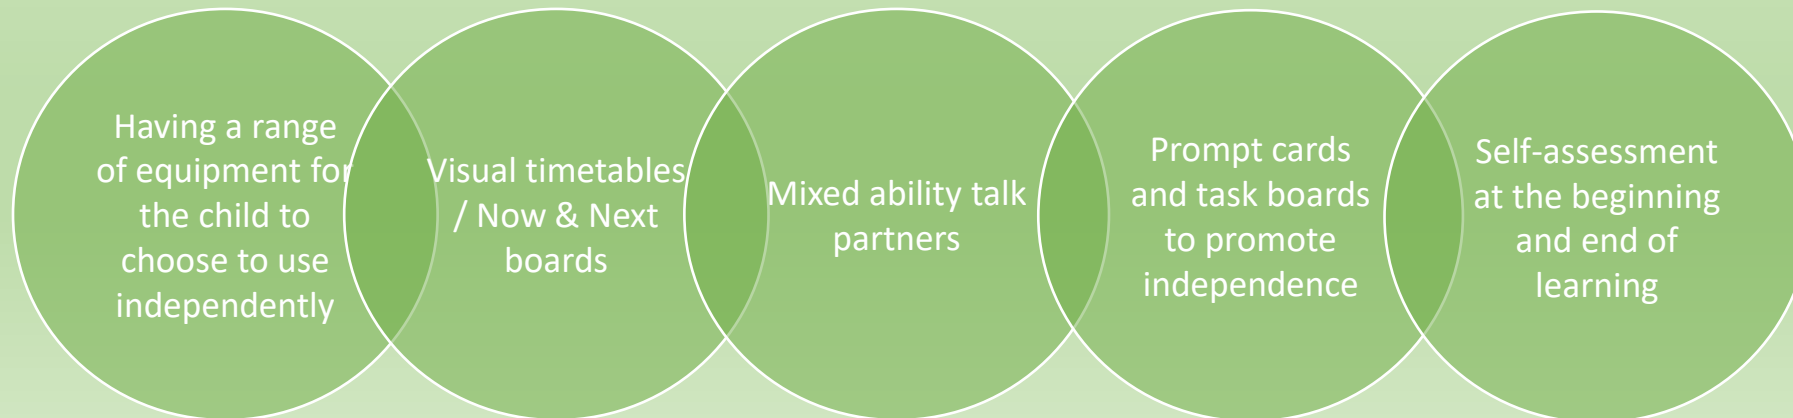 Having a range
of equipment for
the child to
choose to use
independently
Visual timetables
/ Now & Next
boards
Mixed ability talk
partners
Prompt cards
and task boards
to promote
independence
Self-assessment
at the beginning
and end of
learning